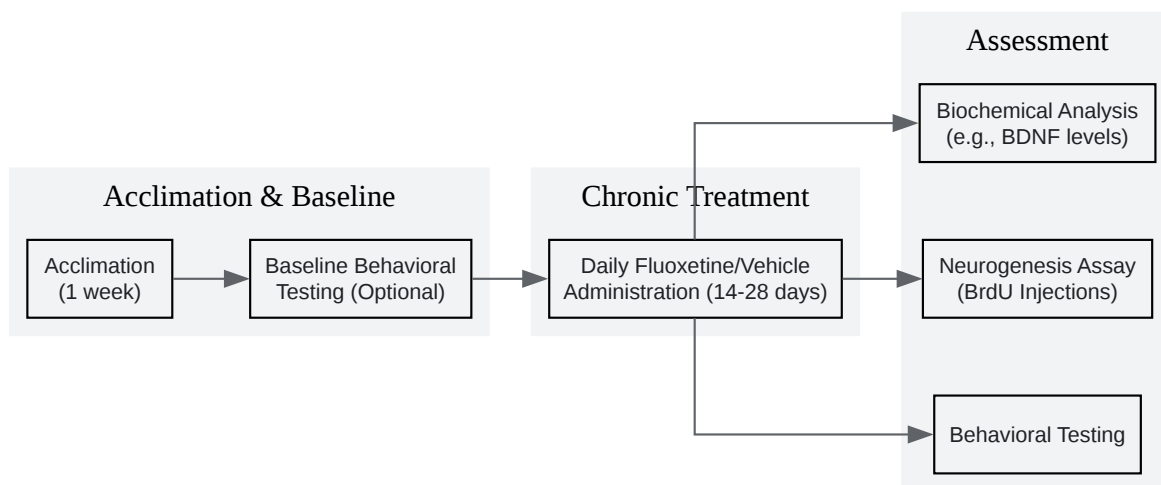 Acclimation & Baseline
Acclimation
(1 week)
Baseline Behavioral
Testing (Optional)
Chronic Treatment
Daily Fluoxetine/Vehicle
Administration (14-28 days)
Assessment
Biochemical Analysis
(e.g., BDNF levels)
Neurogenesis Assay
(BrdU Injections)
Behavioral Testing